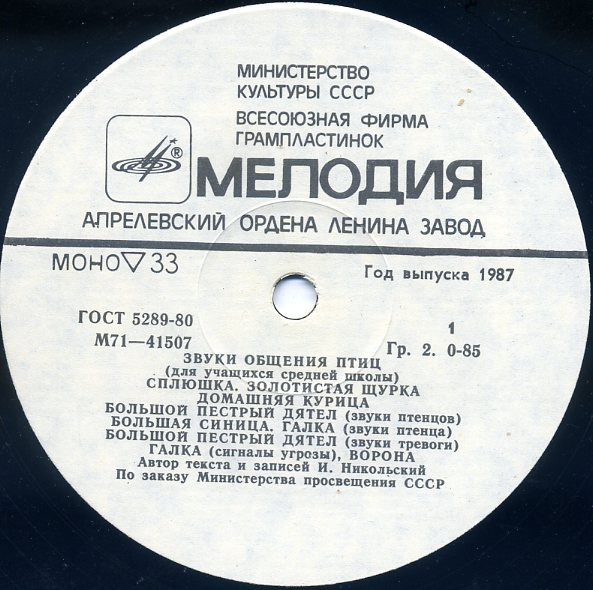 МИНИСТЕРСТВО
КУЛЬТУРЫ СССР
ВСЕСОЮЗНАЯ ФИРМА
ГРАМПЛАСТИНОК
®
МЕЛОДИЯ
АПРЕЛЕВСКИЙ ОРДЕНА ЛЕНИНА ЗАВОД
МОНО ▽ 33
Год выпуска 1987
ГОСТ 5289-80
М71—41507
1
Гр. 2. 0-85
ЗВУКИ ОБЩЕНИЯ ПТИЦ
(для учащихся средней школы)
СПЛЮШКА. ЗОЛОТИСТАЯ ЩУРКА
ДОМАШНЯЯ КУРИЦА
БОЛЬШОЙ ПЕСТРЫЙ ДЯТЕЛ (звуки птенцов)
БОЛЬШАЯ СИНИЦА. ГАЛКА (звуки птенца)
БОЛЬШОЙ ПЕСТРЫЙ ДЯТЕЛ (звуки тревоги)
ГАЛКА (сигналы угрозы), ВОРОНА
Автор текста и записей И. Никольский
По заказу Министерства просвещения СССР